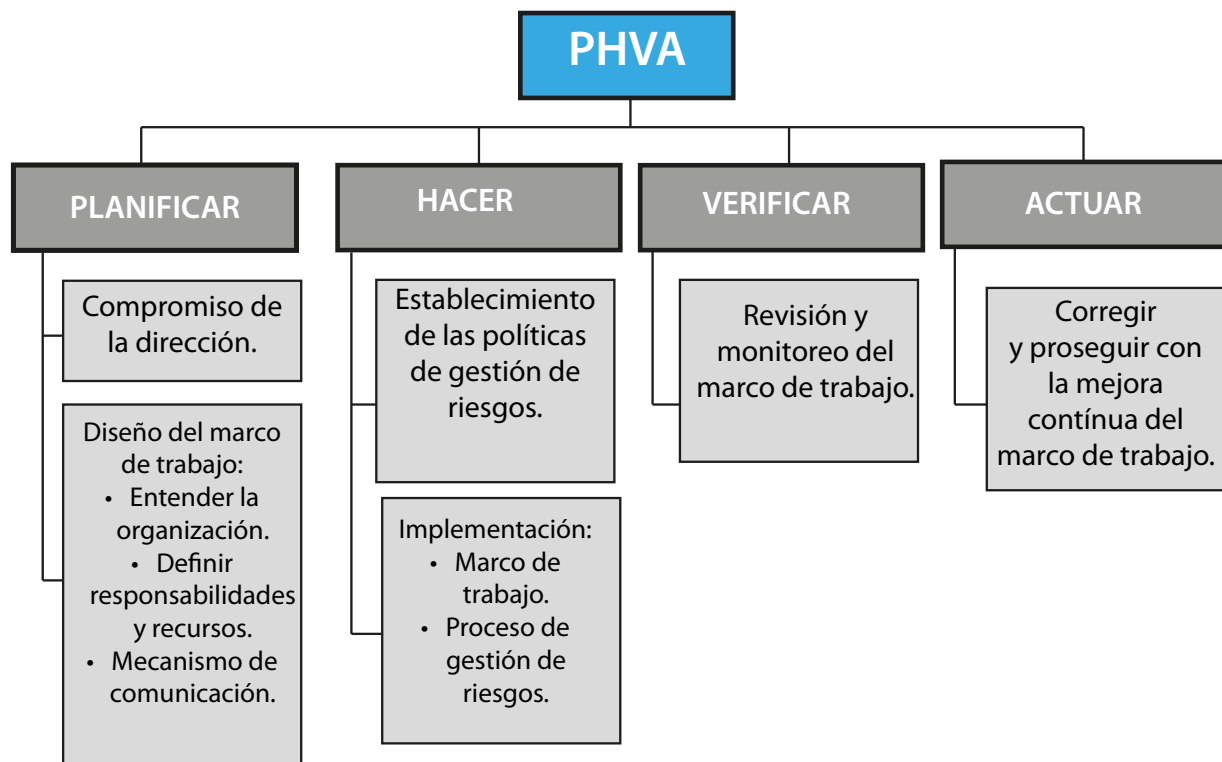 PHVA
PLANIFICAR
Compromiso de
la dirección.
Diseño del marco
de trabajo:
• Entender la
organización.
• Definir
responsabilidades
y recursos.
• Mecanismo de
comunicación.
HACER
Establecimiento
de las políticas
de gestión de
riesgos.
Implementación:
• Marco de
trabajo.
• Proceso de
gestión de
riesgos.
VERIFICAR
Revisión y
monitoreo del
marco de trabajo.
ACTUAR
Corregir
y proseguir con
la mejora
contínua del
marco de trabajo.